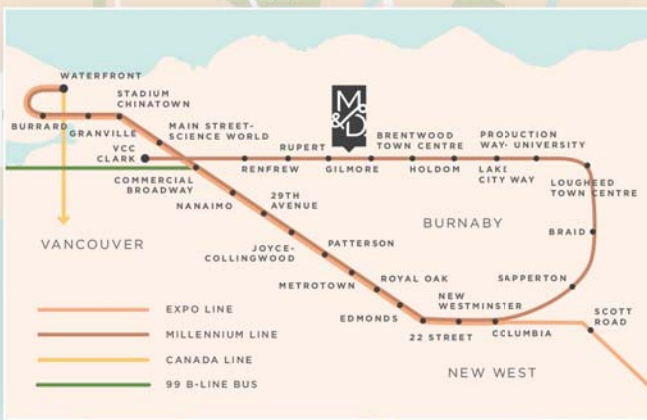 WATERFRONT
STADIUM
CHINATOWN
BURRARD
GRANVILLE
MAIN STREET-
SCIENCE WORLD
VCC
CLARK
M&D
RUPERT
BRENTWOOD
TOWN CENTRE
PRODUCTION
WAY- UNIVERSITY
RENFREW
GILMORE
HOLDOM
LAKE
CITY WAY
LOUGHEED
TOWN CENTRE
COMMERCIAL
BROADWAY
NANAIMO
29TH
AVENUE
BURNABY
BRAID
VANCOUVER
JOYCE-
COLLINGWOOD
PATTERSON
METROTOWN
ROYAL OAK
SAPPERTON
EDMONDS
NEW
WESTMINSTER
SCOTT
ROAD
22 STREET
COLUMBIA
NEW WEST
EXPO LINE
MILLENNIUM LINE
CANADA LINE
99 B-LINE BUS